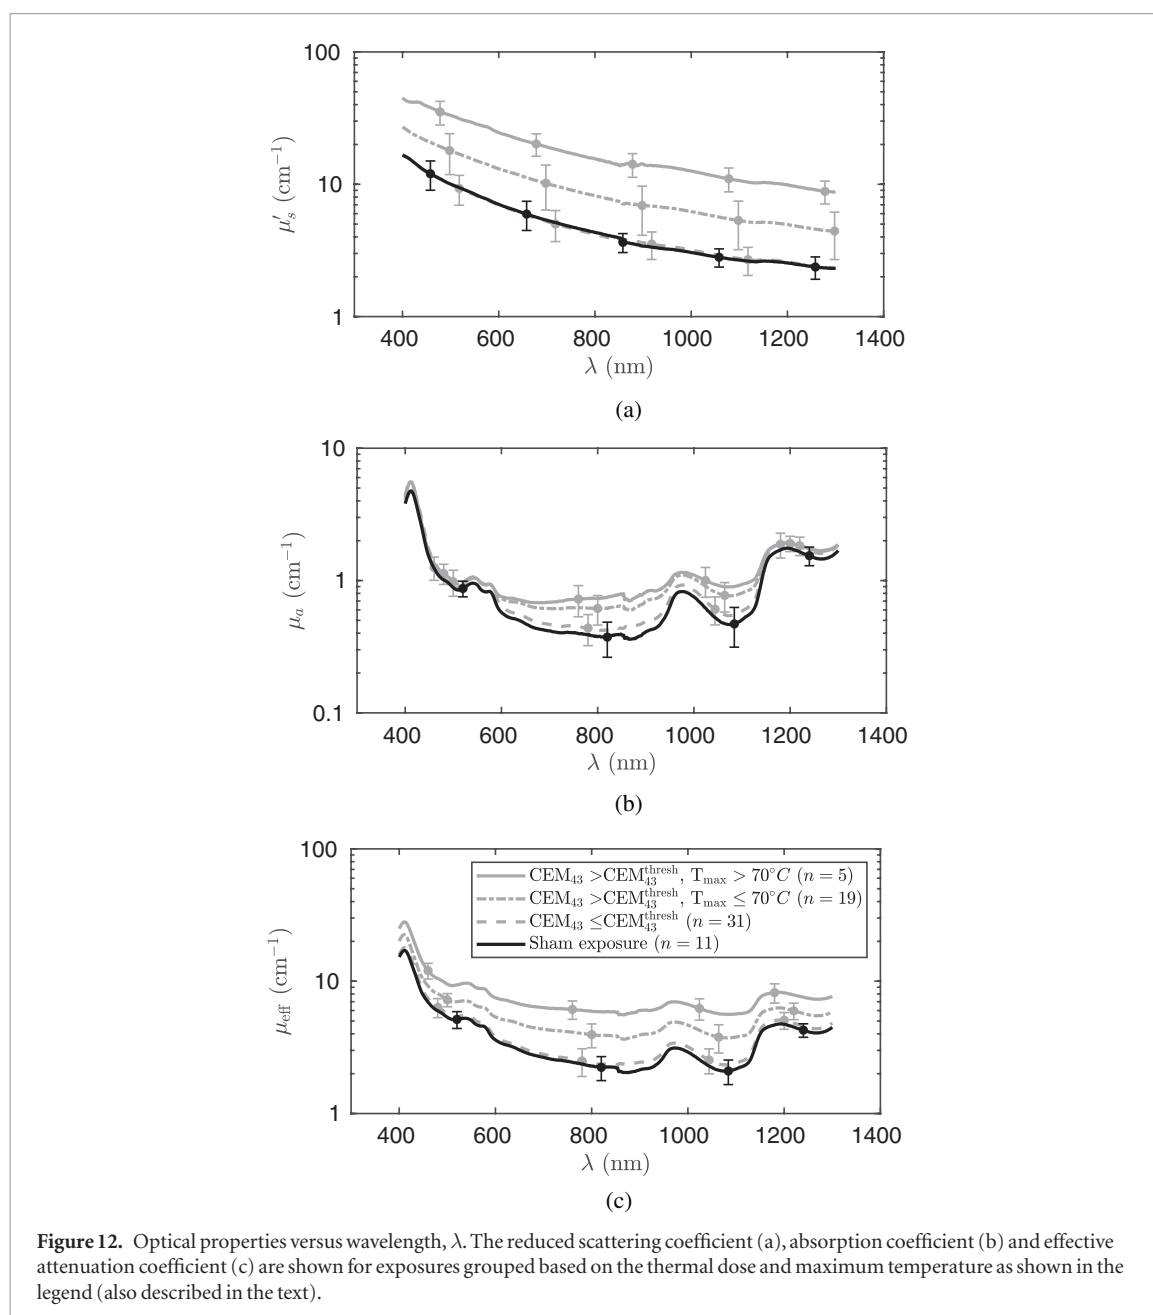 100
10
1
μ′s (cm−1)
400 600 800 1000 1200 1400
λ (nm)
(a)
10
1
0.1
μa (cm−1)
400 600 800 1000 1200 1400
λ (nm)
(b)
100
10
1
μeff (cm−1)
CEM43 >CEM43thresh, Tmax > 70°C (n = 5)
CEM43 >CEM43thresh, Tmax ≤ 70°C (n = 19)
CEM43 ≤CEM43thresh (n = 31)
Sham exposure (n = 11)
400 600 800 1000 1200 1400
λ (nm)
(c)
Figure 12. Optical properties versus wavelength, λ. The reduced scattering coefficient (a), absorption coefficient (b) and effective
attenuation coefficient (c) are shown for exposures grouped based on the thermal dose and maximum temperature as shown in the
legend (also described in the text).